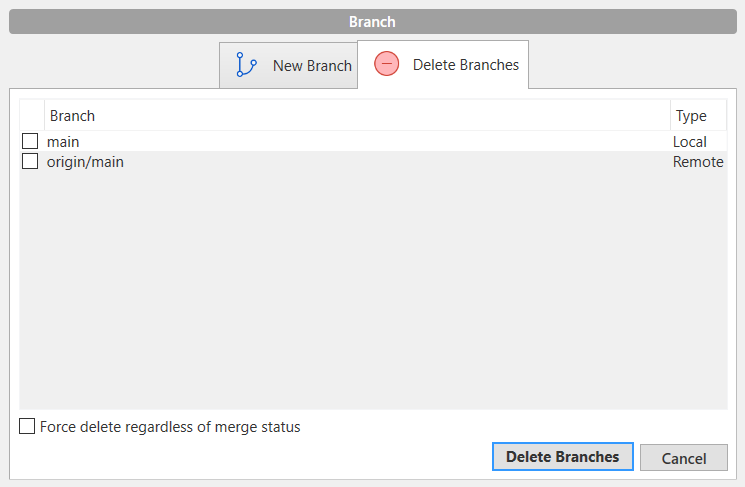 Branch
New Branch
Delete Branches
Branch Type
main Local
origin/main Remote
Force delete regardless of merge status
Delete Branches Cancel